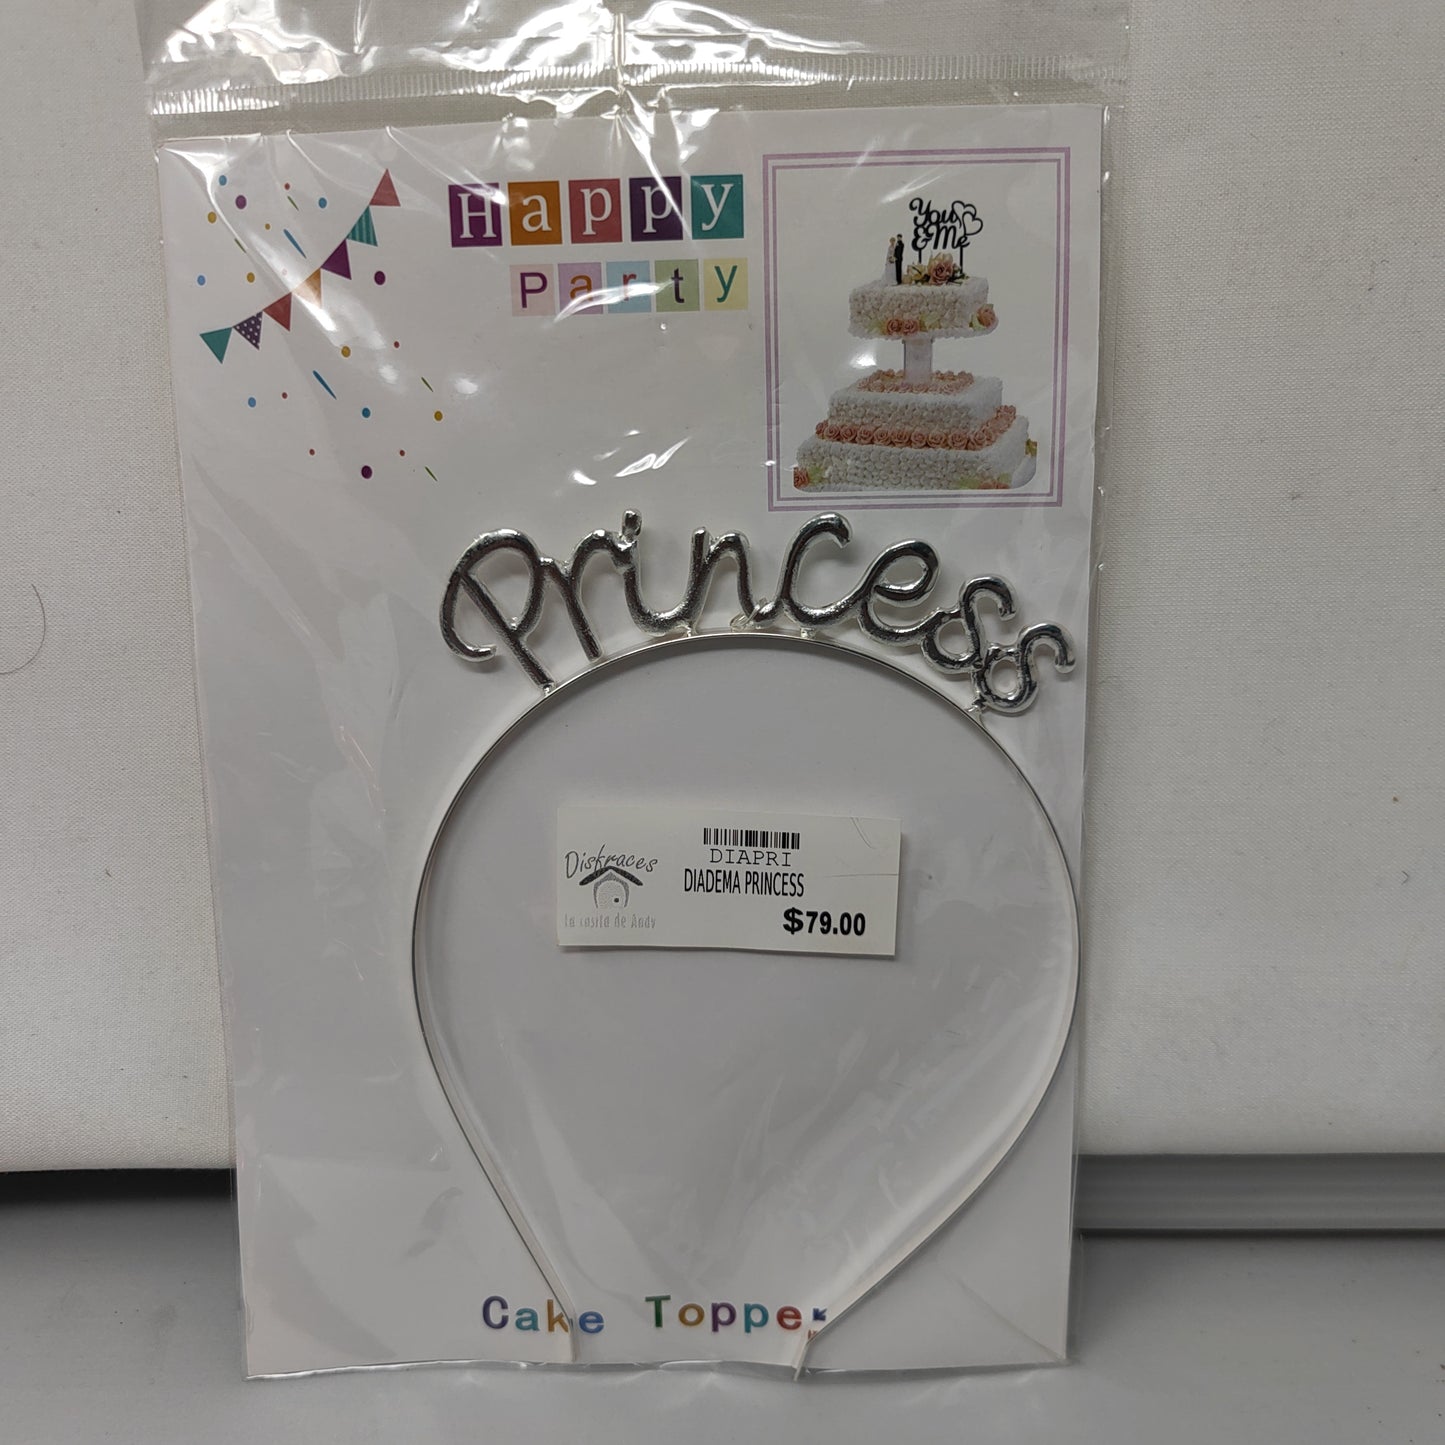 Happy
Party
You
& Me
Princess
Disfraces
La casita de Andy
DIAPRI
DIADEMA PRINCESS
$79.00
Cake Topper